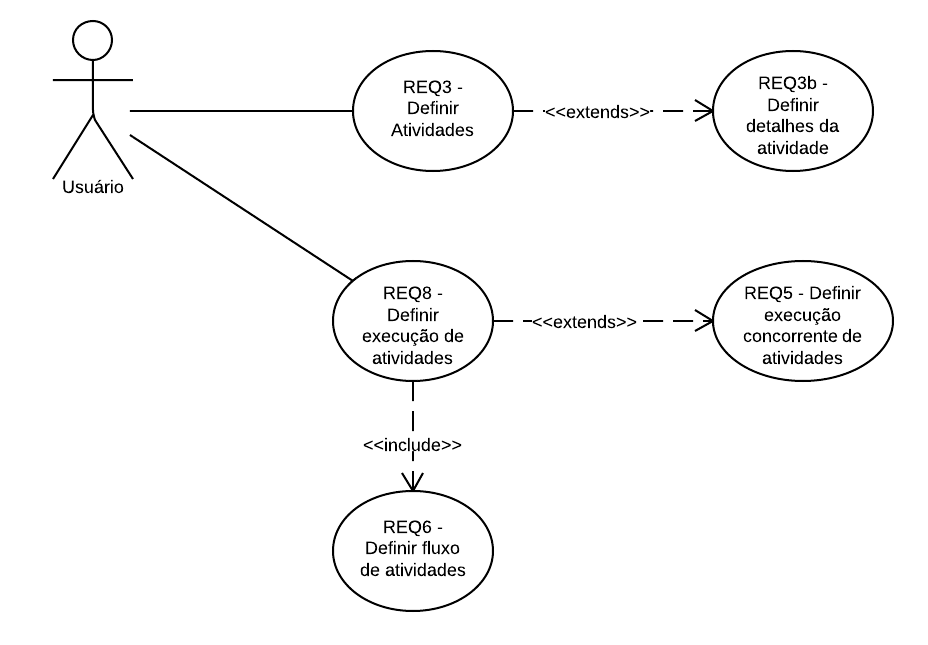 Usuário
REQ3 -
Definir
Atividades
<<extends>>
REQ3b -
Definir
detalhes da
atividade
REQ8 -
Definir
execução de
atividades
<<extends>>
REQ5 - Definir
execução
concorrente de
atividades
<<include>>
REQ6 -
Definir fluxo
de atividades